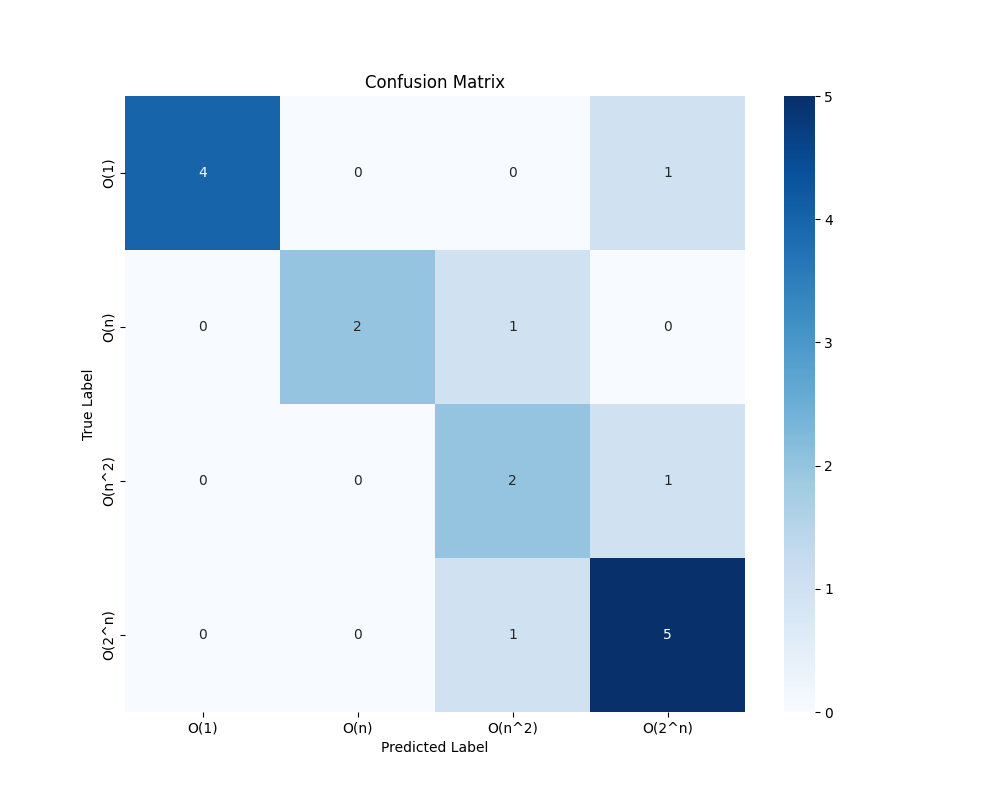 Confusion Matrix
True Label
O(1)
4 0 0 1
O(n)
0 2 1 0
O(n^2)
0 0 2 1
O(2^n)
0 0 1 5
O(1) O(n) O(n^2) O(2^n)
Predicted Label
5
4
3
2
1
0